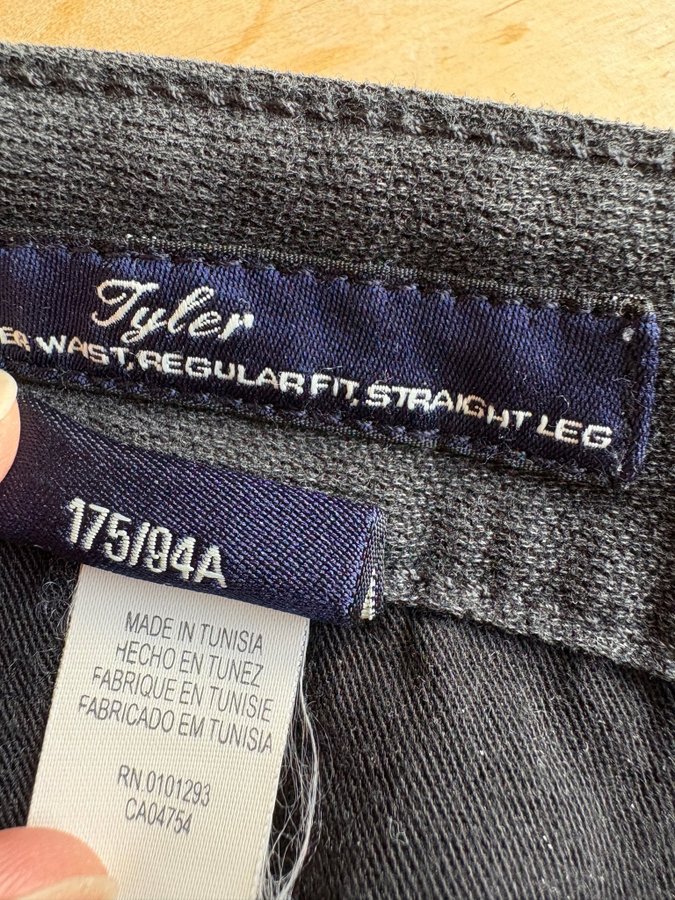 Tyler
WAIST, REGULAR FIT, STRAIGHT LEG
175/94A
MADE IN TUNISIA
HECHO EN TUNEZ
FABRIQUE EN TUNISIE
FABRICADO EM TUNISIA
RN.0101293
CA04754